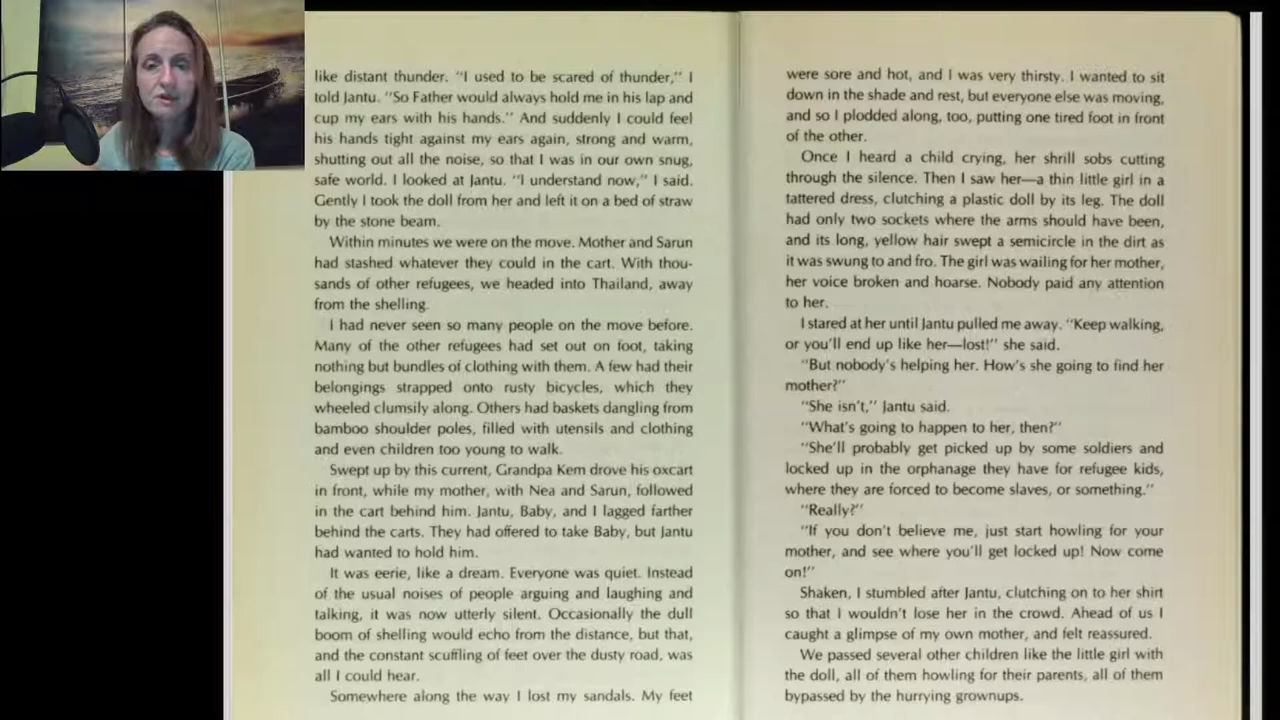 like distant thunder. "I used to be scared of thunder," I
told Jantu. "So Father would always hold me in his lap and
cup my ears with his hands." And suddenly I could feel
his hands tight against my ears again, strong and warm,
shutting out all the noise, so that I was in our own snug,
safe world. I looked at Jantu. "I understand now," I said.
Gently I took the doll from her and left it on a bed of straw
by the stone beam.
Within minutes we were on the move. Mother and Sarun
had stashed whatever they could in the cart. With thou-
sands of other refugees, we headed into Thailand, away
from the shelling.
I had never seen so many people on the move before.
Many of the other refugees had set out on foot, taking
nothing but bundles of clothing with them. A few had their
belongings strapped onto rusty bicycles, which they
wheeled clumsily along. Others had baskets dangling from
bamboo shoulder poles, filled with utensils and clothing
and even children too young to walk.
Swept up by this current, Grandpa Kem drove his oxcart
in front, while my mother, with Nea and Sarun, followed
in the cart behind him. Jantu, Baby, and I lagged farther
behind the carts. They had offered to take Baby, but Jantu
had wanted to hold him.
It was eerie, like a dream. Everyone was quiet. Instead
of the usual noises of people arguing and laughing and
talking, it was now utterly silent. Occasionally the dull
boom of shelling would echo from the distance, but that,
and the constant scuffling of feet over the dusty road, was
all I could hear.
Somewhere along the way I lost my sandals. My feet
were sore and hot, and I was very thirsty. I wanted to sit
down in the shade and rest, but everyone else was moving,
and so I plodded along, too, putting one tired foot in front
of the other.
Once I heard a child crying, her shrill sobs cutting
through the silence. Then I saw her—a thin little girl in a
tattered dress, clutching a plastic doll by its leg. The doll
had only two sockets where the arms should have been,
and its long, yellow hair swept a semicircle in the dirt as
it was swung to and fro. The girl was wailing for her mother,
her voice broken and hoarse. Nobody paid any attention
to her.
I stared at her until Jantu pulled me away. "Keep walking,
or you'll end up like her—lost!" she said.
"But nobody's helping her. How's she going to find her
mother?"
"She isn't," Jantu said.
"What's going to happen to her, then?"
"She'll probably get picked up by some soldiers and
locked up in the orphanage they have for refugee kids,
where they are forced to become slaves, or something."
"Really?"
"If you don't believe me, just start howling for your
mother, and see where you'll get locked up! Now come
on!"
Shaken, I stumbled after Jantu, clutching on to her shirt
so that I wouldn't lose her in the crowd. Ahead of us I
caught a glimpse of my own mother, and felt reassured.
We passed several other children like the little girl with
the doll, all of them howling for their parents, all of them
bypassed by the hurrying grownups.